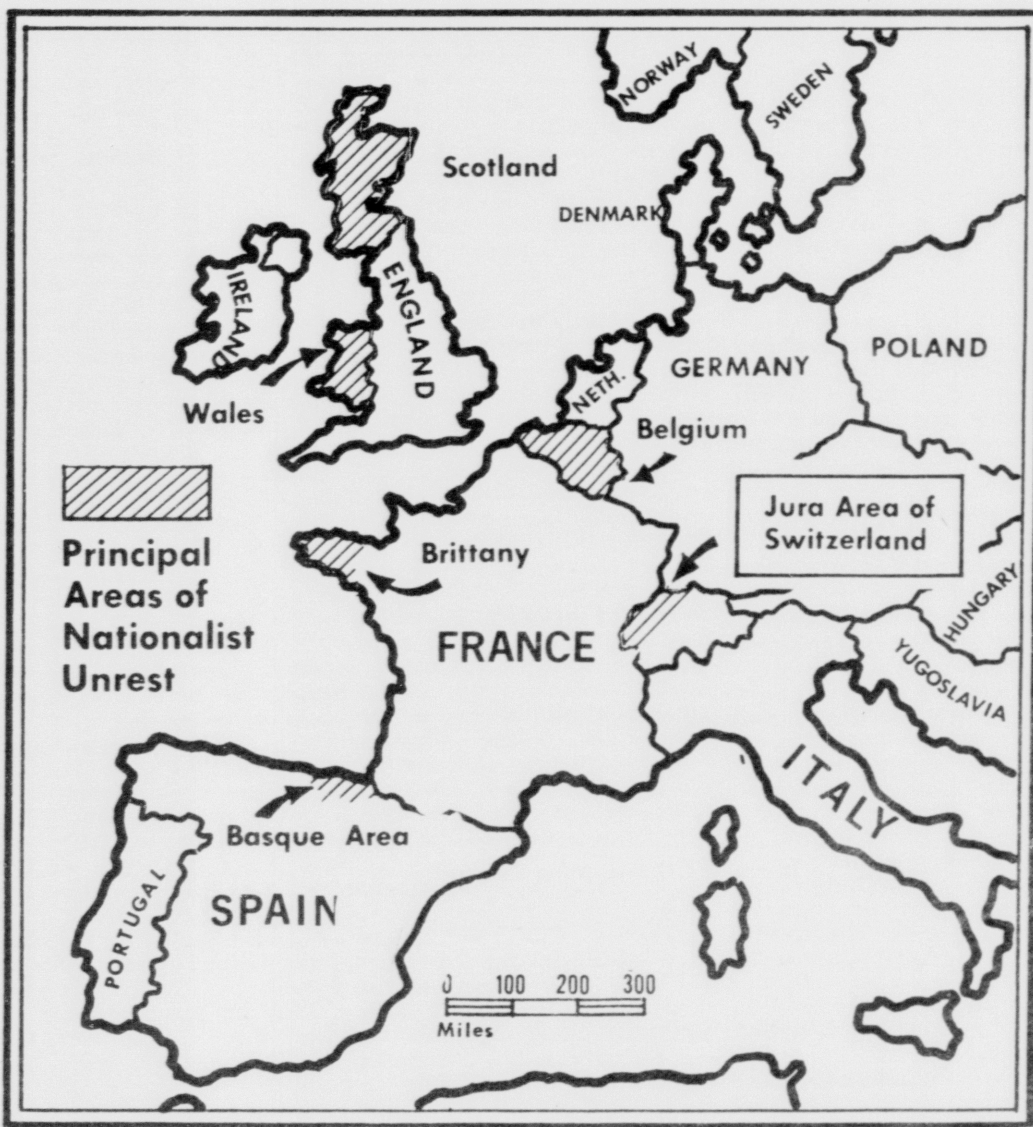 NORWAY
SWEDEN
Scotland
DENMARK
IRELAND
ENGLAND
POLAND
GERMANY
NETH.
Wales
Belgium
Jura Area of
Switzerland
Principal
Areas of
Nationalist
Unrest
Brittany
HUNGARY
FRANCE
YUGOSLAVIA
ITALY
Basque Area
PORTUGAL
SPAIN
0 100 200 300
Miles